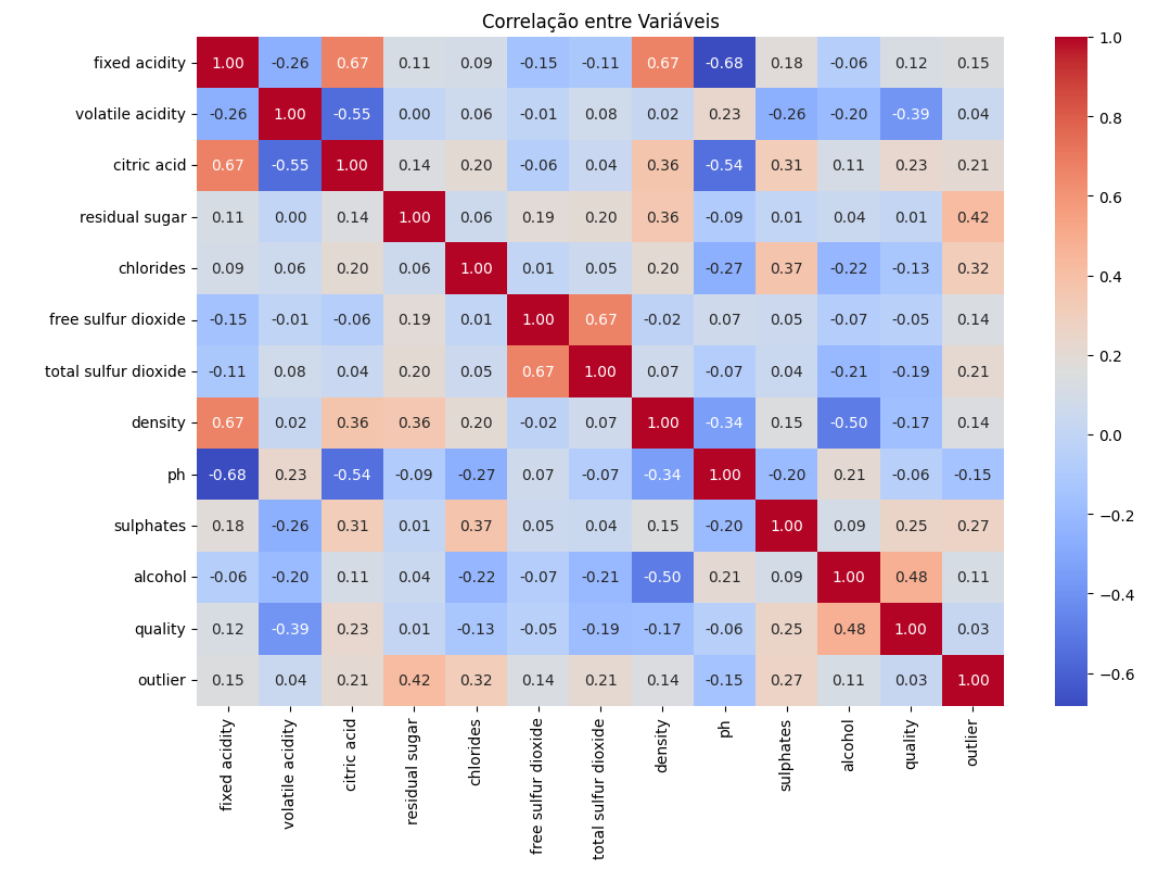 Correlação entre Variáveis
fixed acidity 1.00 -0.26 0.67 0.11 0.09 -0.15 -0.11 0.67 -0.68 0.18 -0.06 0.12 0.15
volatile acidity -0.26 1.00 -0.55 0.00 0.06 -0.01 0.08 0.02 0.23 -0.26 -0.20 -0.39 0.04
citric acid 0.67 -0.55 1.00 0.14 0.20 -0.06 0.04 0.36 -0.54 0.31 0.11 0.23 0.21
residual sugar 0.11 0.00 0.14 1.00 0.06 0.19 0.20 0.36 -0.09 0.01 0.04 0.01 0.42
chlorides 0.09 0.06 0.20 0.06 1.00 0.01 0.05 0.20 -0.27 0.37 -0.22 -0.13 0.32
free sulfur dioxide -0.15 -0.01 -0.06 0.19 0.01 1.00 0.67 -0.02 0.07 0.05 -0.07 -0.05 0.14
total sulfur dioxide -0.11 0.08 0.04 0.20 0.05 0.67 1.00 0.07 -0.07 0.04 -0.21 -0.19 0.21
density 0.67 0.02 0.36 0.36 0.20 -0.02 0.07 1.00 -0.34 0.15 -0.50 -0.17 0.14
ph -0.68 0.23 -0.54 -0.09 -0.27 0.07 -0.07 -0.34 1.00 -0.20 0.21 -0.06 -0.15
sulphates 0.18 -0.26 0.31 0.01 0.37 0.05 0.04 0.15 -0.20 1.00 0.09 0.25 0.27
alcohol -0.06 -0.20 0.11 0.04 -0.22 -0.07 -0.21 -0.50 0.21 0.09 1.00 0.48 0.11
quality 0.12 -0.39 0.23 0.01 -0.13 -0.05 -0.19 -0.17 -0.06 0.25 0.48 1.00 0.03
outlier 0.15 0.04 0.21 0.42 0.32 0.14 0.21 0.14 -0.15 0.27 0.11 0.03 1.00
fixed acidity
volatile acidity
citric acid
residual sugar
chlorides
free sulfur dioxide
total sulfur dioxide
density
ph
sulphates
alcohol
quality
outlier
1.0
0.8
0.6
0.4
0.2
0.0
−0.2
−0.4
−0.6